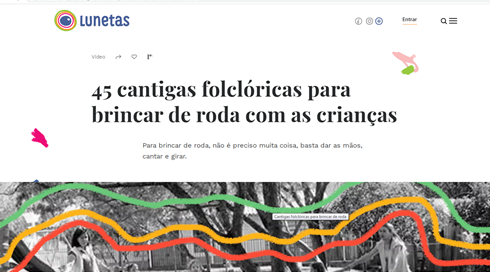 Lunetas
Entrar
Vídeo
45 cantigas folclóricas para
brincar de roda com as crianças
Para brincar de roda, não é preciso muita coisa, basta dar as mãos,
cantar e girar.
Cantigas folclóricas para brincar de roda